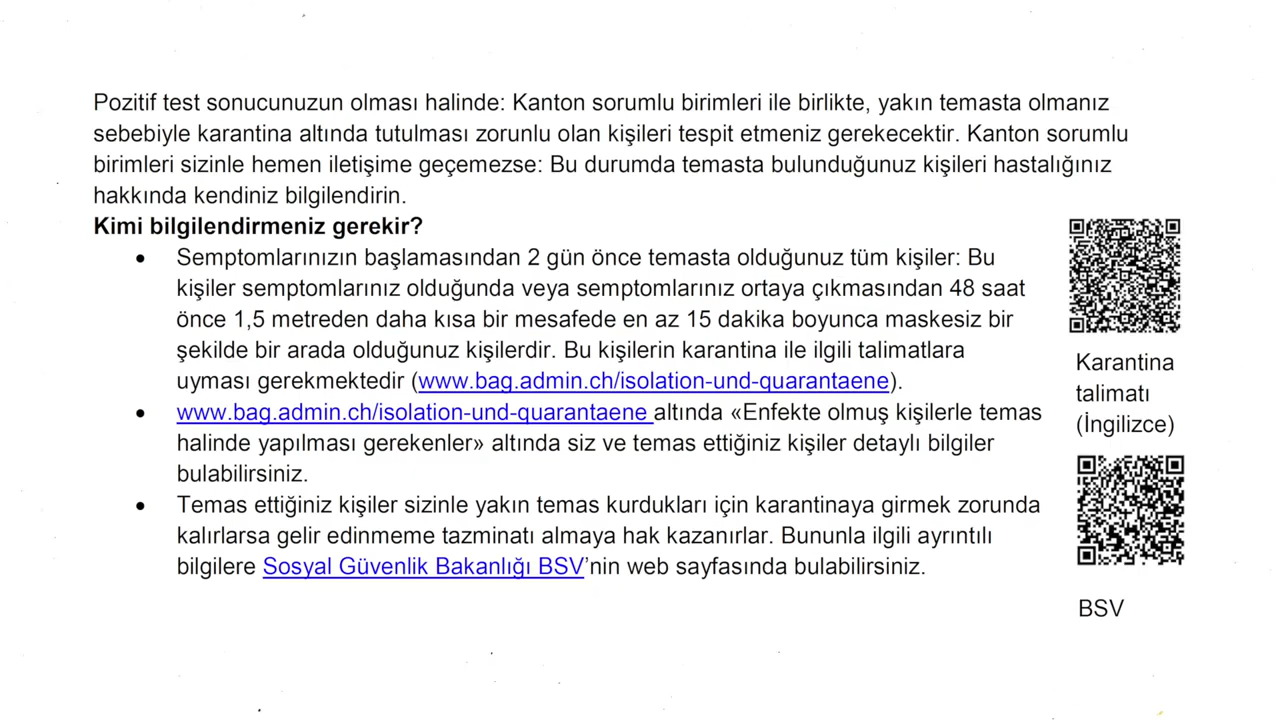 Pozitif test sonucunuzun olması halinde: Kanton sorumlu birimleri ile birlikte, yakın temasta olmanız
sebebiyle karantina altında tutulması zorunlu olan kişileri tespit etmeniz gerekecektir. Kanton sorumlu
birimleri sizinle hemen iletişime geçemezse: Bu durumda temasta bulunduğunuz kişileri hastalığınız
hakkında kendiniz bilgilendirin.
Kimi bilgilendirmeniz gerekir?
• Semptomlarınızın başlamasından 2 gün önce temasta olduğunuz tüm kişiler: Bu
kişiler semptomlarınız olduğunda veya semptomlarınız ortaya çıkmasından 48 saat
önce 1,5 metreden daha kısa bir mesafede en az 15 dakika boyunca maskesiz bir
şekilde bir arada olduğunuz kişilerdir. Bu kişilerin karantina ile ilgili talimatlara
uyması gerekmektedir (www.bag.admin.ch/isolation-und-quarantaene).
• www.bag.admin.ch/isolation-und-quarantaene altında «Enfekte olmuş kişilerle temas
halinde yapılması gerekenler» altında siz ve temas ettiğiniz kişiler detaylı bilgiler
bulabilirsiniz.
• Temas ettiğiniz kişiler sizinle yakın temas kurdukları için karantinaya girmek zorunda
kalırlarsa gelir edinmeme tazminatı almaya hak kazanırlar. Bununla ilgili ayrıntılı
bilgilere Sosyal Güvenlik Bakanlığı BSV’nin web sayfasında bulabilirsiniz.
Karantina
talimatı
(İngilizce)
BSV